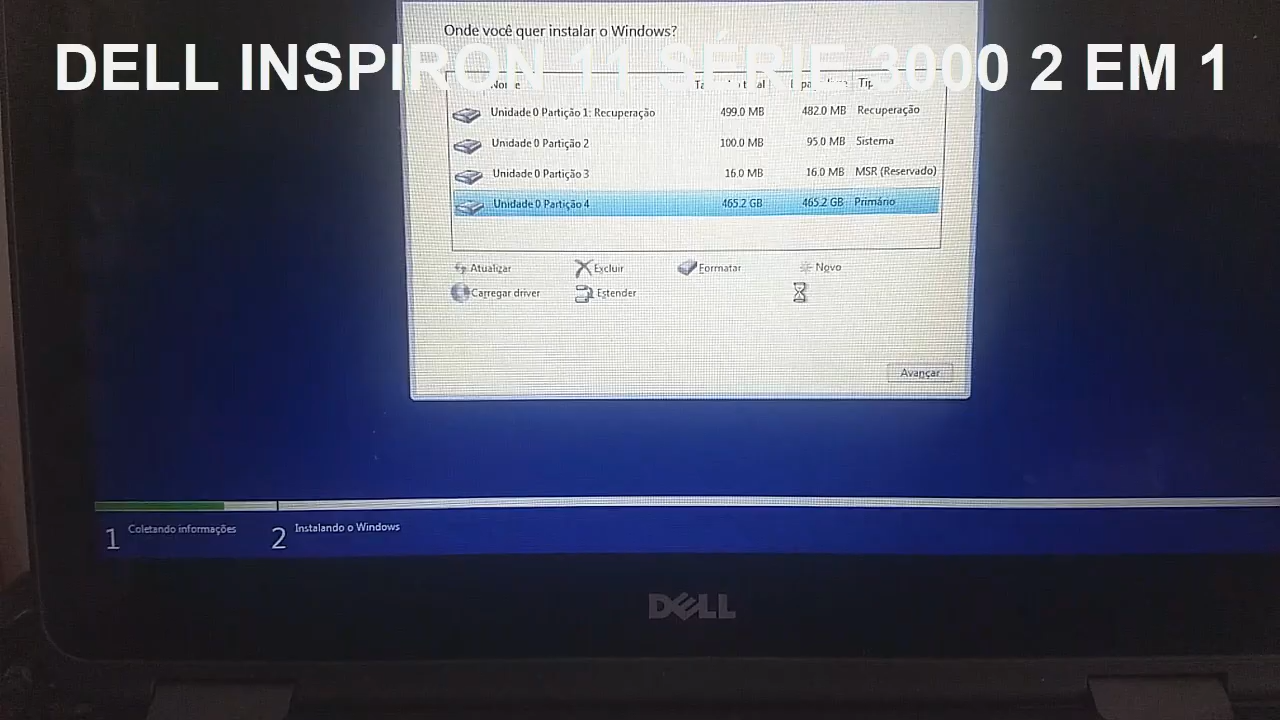 Onde você quer instalar o Windows?
DELL INSPIRON 11 SÉRIE 3000 2 EM 1
Unidade 0 Partição 1: Recuperação 499.0 MB 482.0 MB Recuperação
Unidade 0 Partição 2 100.0 MB 95.0 MB Sistema
Unidade 0 Partição 3 16.0 MB 16.0 MB MSR (Reservado)
Unidade 0 Partição 4 465.2 GB 465.2 GB Primário
Atualizar Excluir Formatar Novo
Carregar driver Estender
Avançar
1 Coletando informações 2 Instalando o Windows
DELL